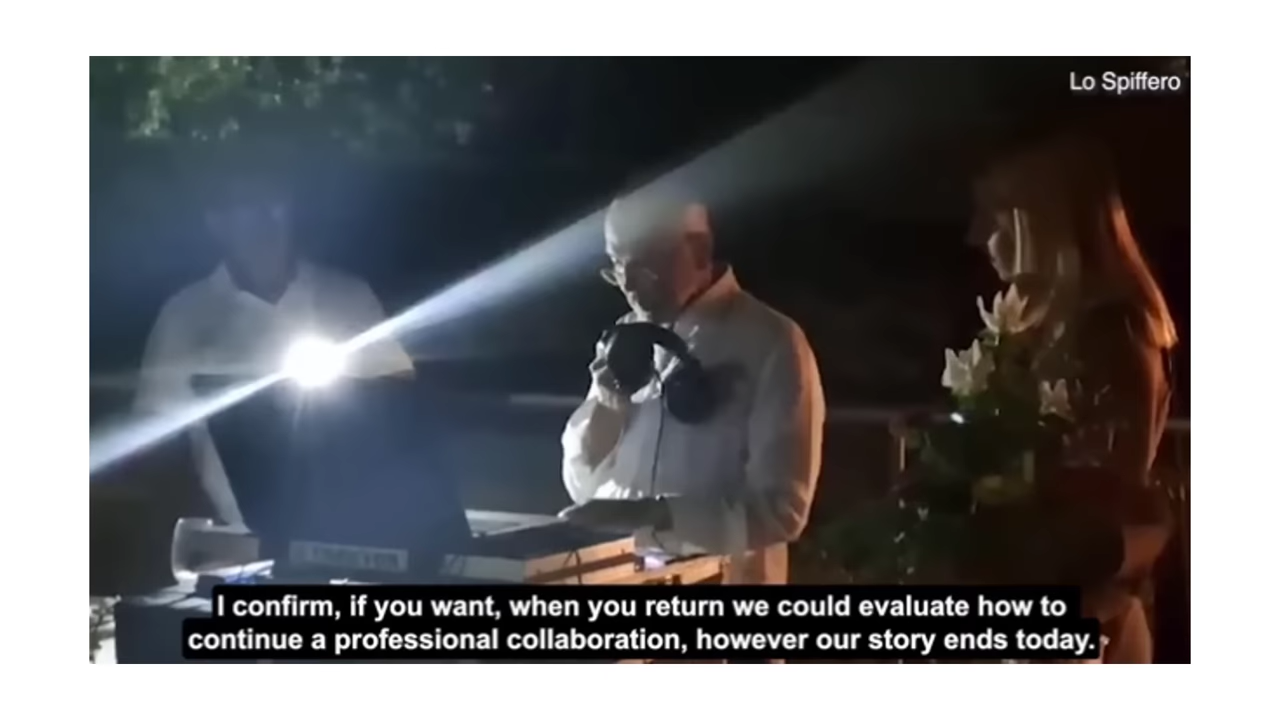 Lo Spiffero
I confirm, if you want, when you return we could evaluate how to
continue a professional collaboration, however our story ends today.